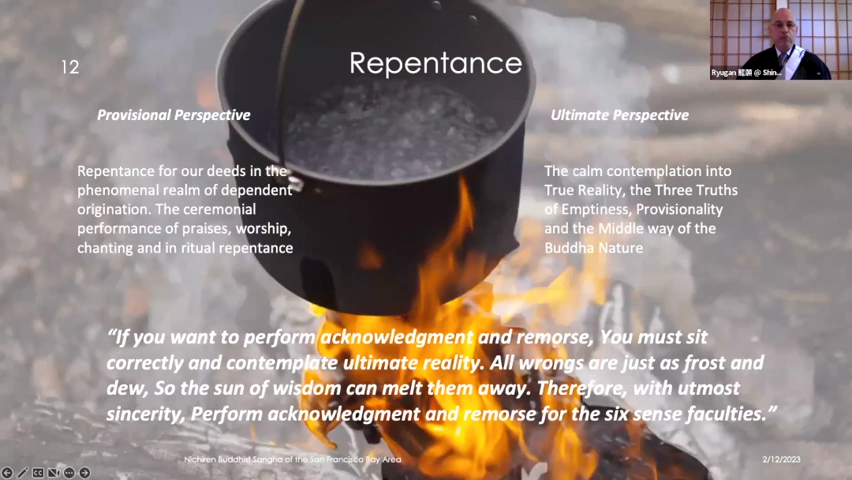 12
Repentance
Ryugan 龍願 @ Shin...
Provisional Perspective
Ultimate Perspective
Repentance for our deeds in the
phenomenal realm of dependent
origination. The ceremonial
performance of praises, worship,
chanting and in ritual repentance
The calm contemplation into
True Reality, the Three Truths
of Emptiness, Provisionality
and the Middle way of the
Buddha Nature
“If you want to perform acknowledgment and remorse, You must sit
correctly and contemplate ultimate reality. All wrongs are just as frost and
dew, So the sun of wisdom can melt them away. Therefore, with utmost
sincerity, Perform acknowledgment and remorse for the six sense faculties.”
Nichiren Buddhist Sangha of the San Francisco Bay Area
2/12/2023